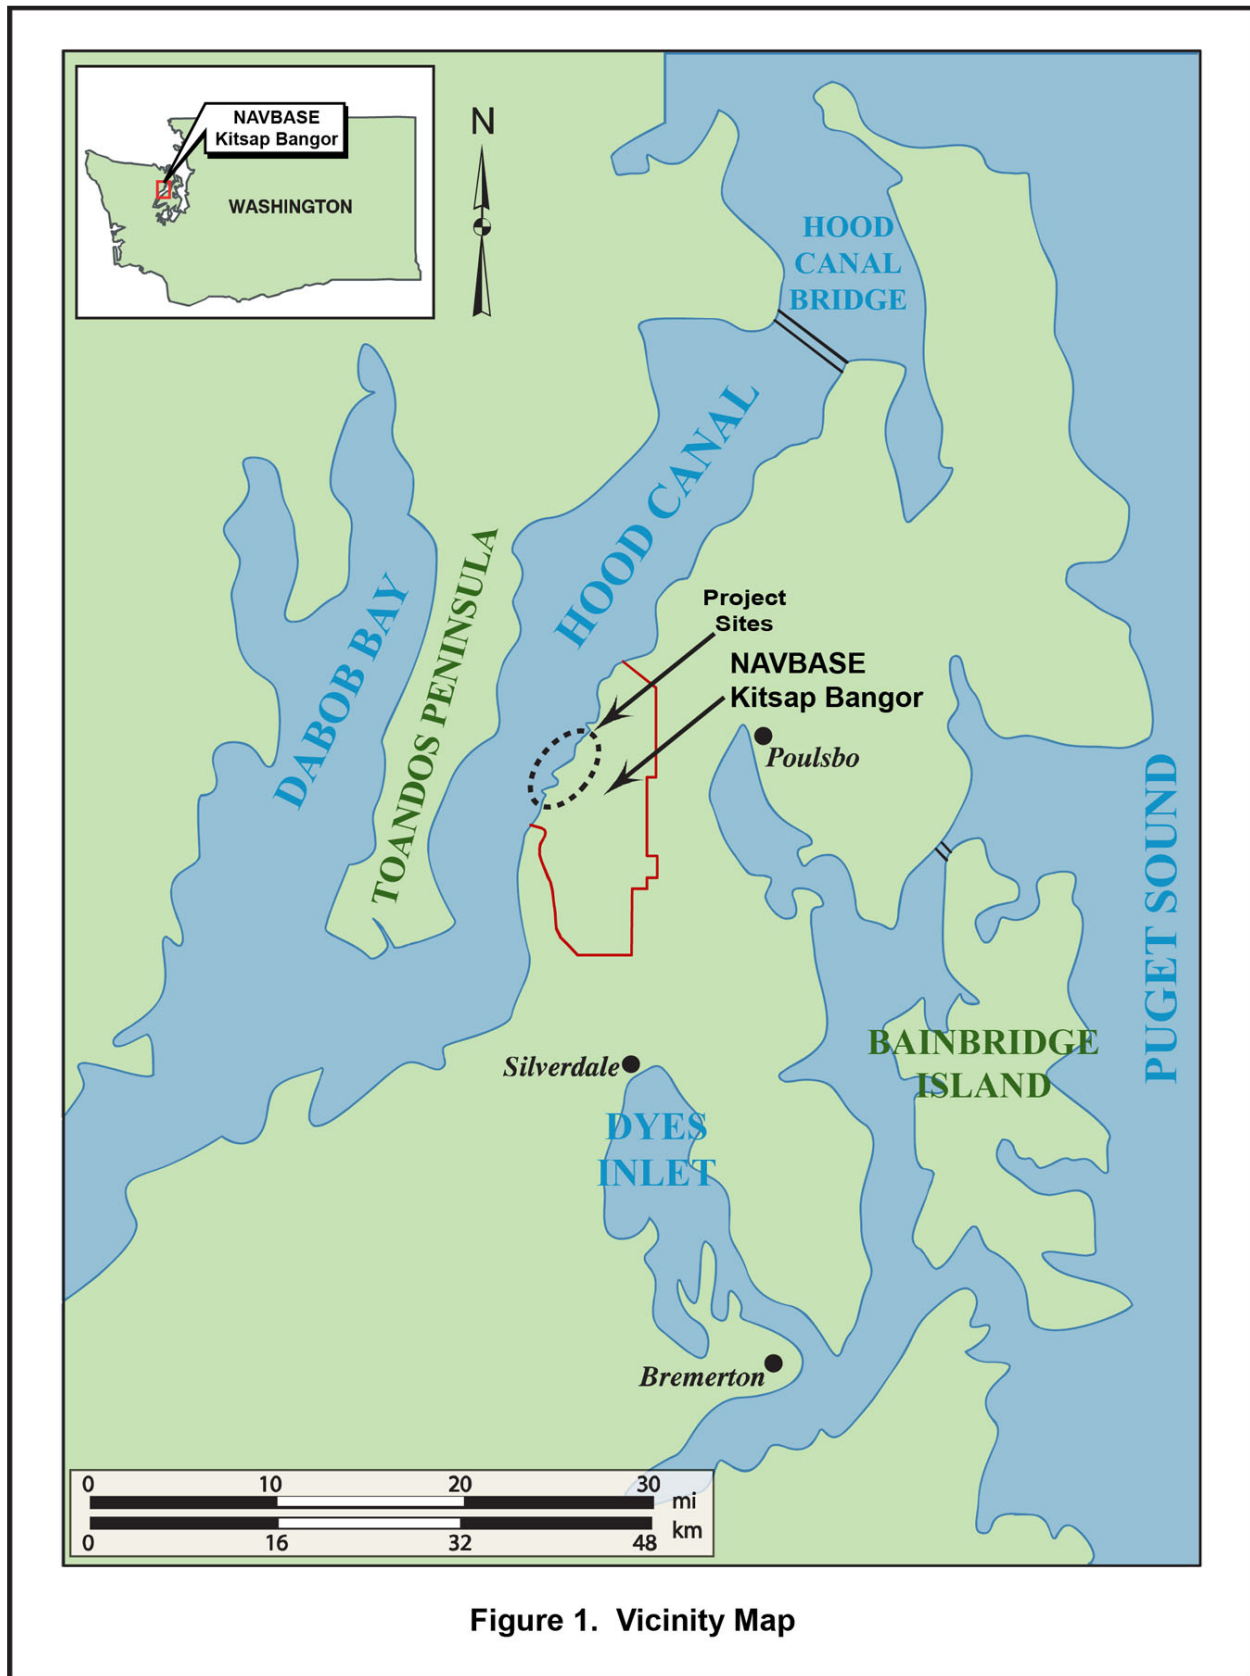 NAVBASE
Kitsap Bangor
WASHINGTON
N
HOOD
CANAL
BRIDGE
HOOD CANAL
DABOB BAY
TOANDOS PENINSULA
Project
Sites
NAVBASE
Kitsap Bangor
Poulsbo
PUGET SOUND
BAINBRIDGE
ISLAND
Silverdale
DYES
INLET
Bremerton
0 10 20 30
mi
km
0 16 32 48
Figure 1. Vicinity Map